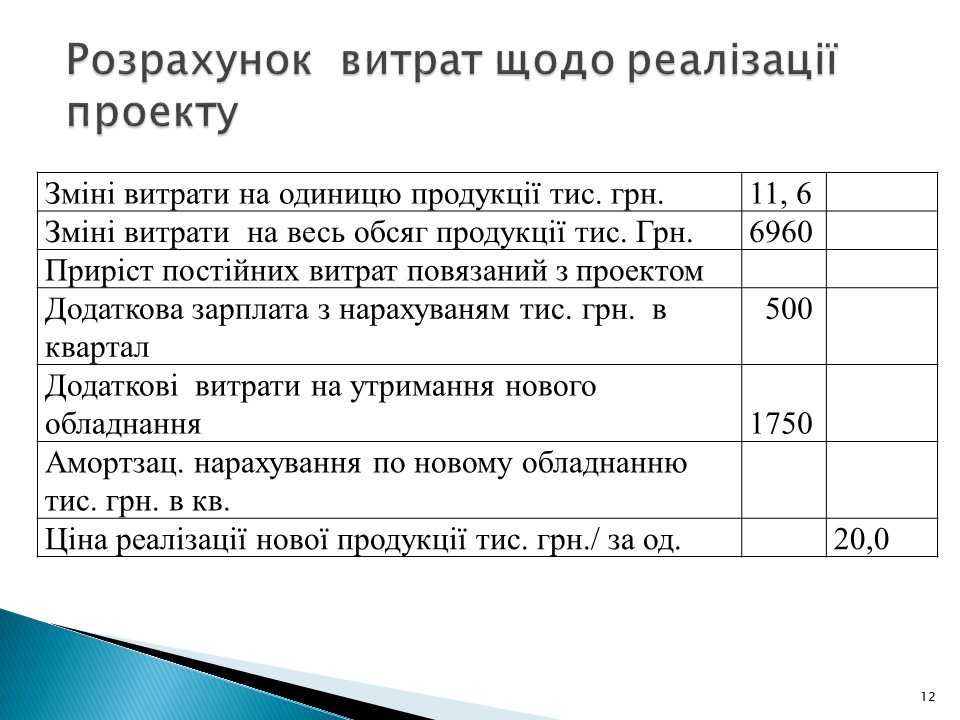 Розрахунок  витрат щодо реалізації
проекту
Зміні витрати на одиницю продукції тис. грн. 11, 6
Зміні витрати  на весь обсяг продукції тис. Грн. 6960
Приріст постійних витрат повязаний з проектом
Додаткова зарплата з нарахуваням тис. грн.  в 500
квартал
Додаткові  витрати на утримання нового
обладнання 1750
Амортзац. нарахування по новому обладнанню
тис. грн. в кв.
Ціна реалізації нової продукції тис. грн./ за од. 20,0
12